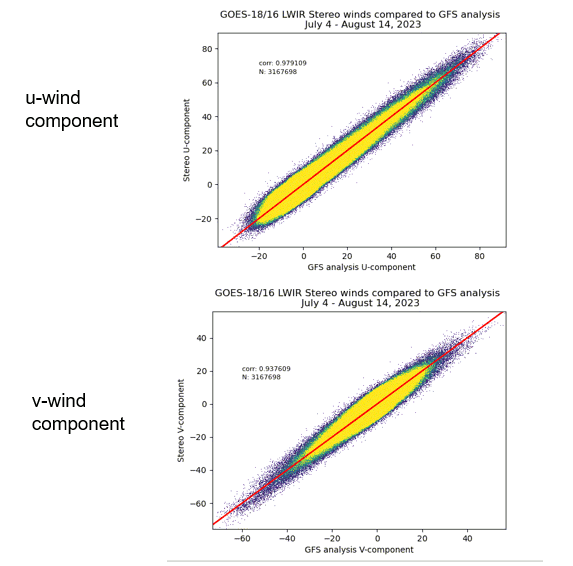 GOES-18/16 LWIR Stereo winds compared to GFS analysis
July 4 - August 14, 2023
corr: 0.979109
N: 3167698
u-wind
component
Stereo U-component
80
60
40
20
0
−20
−20
0
20
40
60
80
GFS analysis U-component
GOES-18/16 LWIR Stereo winds compared to GFS analysis
July 4 - August 14, 2023
corr: 0.937609
N: 3167698
v-wind
component
Stereo V-component
40
20
0
−20
−40
−60
−60
−40
−20
0
20
40
GFS analysis V-component